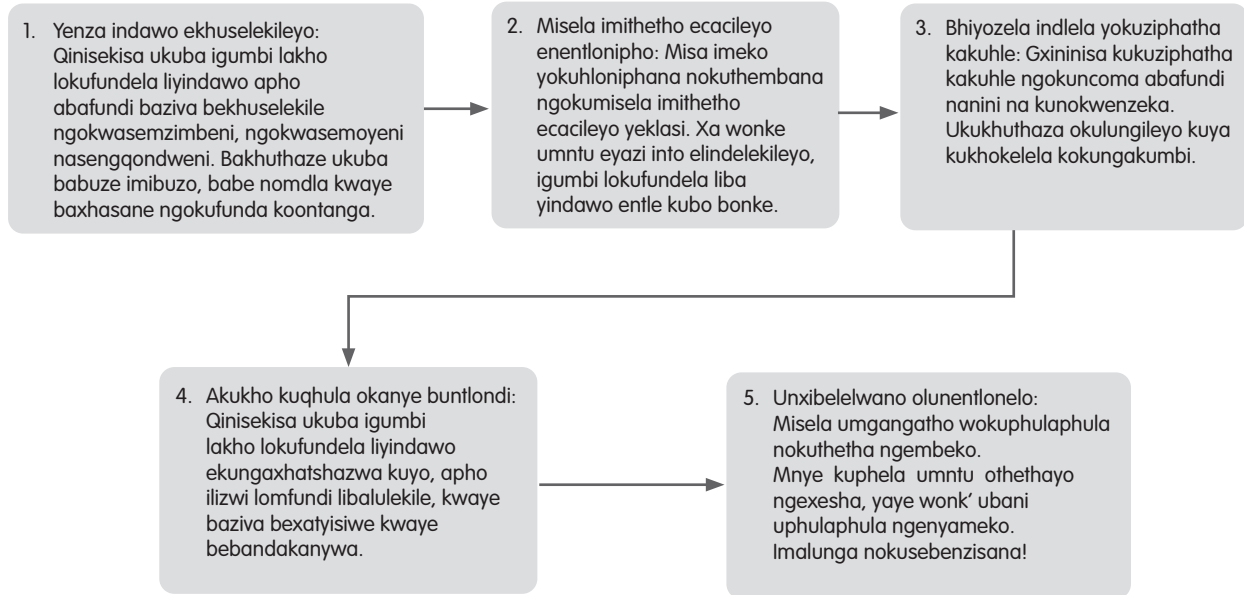 1. Yenza indawo ekhuselekileyo:
Qinisekisa ukuba igumbi lakho
lokufundela liyindawo apho
abafundi baziva bekhuselekile
ngokwasemzimbeni, ngokwasemoyeni
nasengqondweni. Bakhuthaze ukuba
babuze imibuzo, babe nomdla kwaye
baxhasane ngokufunda koontanga.
2. Misela imithetho ecacileyo
enentlonipho: Misa imeko
yokuhloniphana nokuthembana
ngokumisela imithetho
ecacileyo yeklasi. Xa wonke
umntu eyazi into elindelekileyo,
igumbi lokufundela liba
yindawo entle kubo bonke.
3. Bhiyozela indlela yokuziphatha
kakuhle: Gxininisa kukuziphatha
kakuhle ngokuncoma abafundi
nanini na kunokwenzeka.
Ukukhuthaza okulungileyo kuya
kukhokelela kokungakumbi.
4. Akukho kuqhula okanye buntlondi:
Qinisekisa ukuba igumbi
lakho lokufundela liyindawo
ekungaxhatshazwa kuyo, apho
ilizwi lomfundi libalulekile, kwaye
baziva bexatyisiwe kwaye
bebandakanywa.
5. Unxibelelwano olunentlonelo:
Misela umgangatho wokuphulaphula
nokuthetha ngembeko.
Mnye kuphela umntu othethayo
ngexesha, yaye wonk' ubani
uphulaphula ngenyameko.
Imalunga nokusebenzisana!